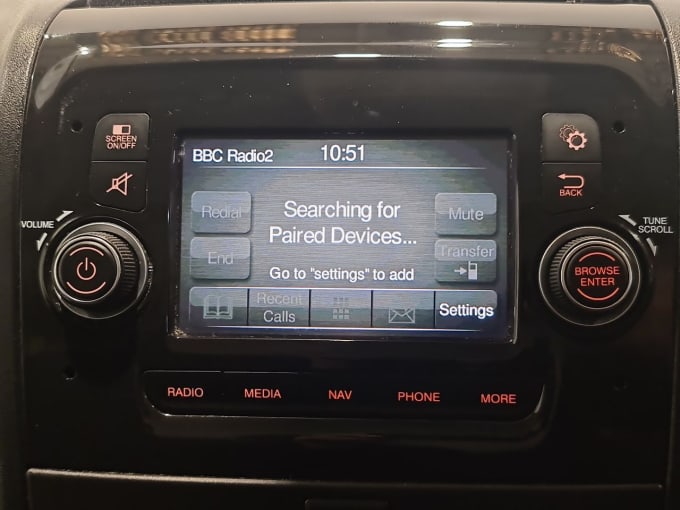 SCREEN
ON/OFF
BBC Radio2 10:51
BACK
VOLUME
TUNE
SCROLL
Redial
Searching for
Paired Devices...
Mute
End
Transfer
Go to "settings" to add
BROWSE
ENTER
Recent
Calls
Settings
RADIO MEDIA NAV PHONE MORE